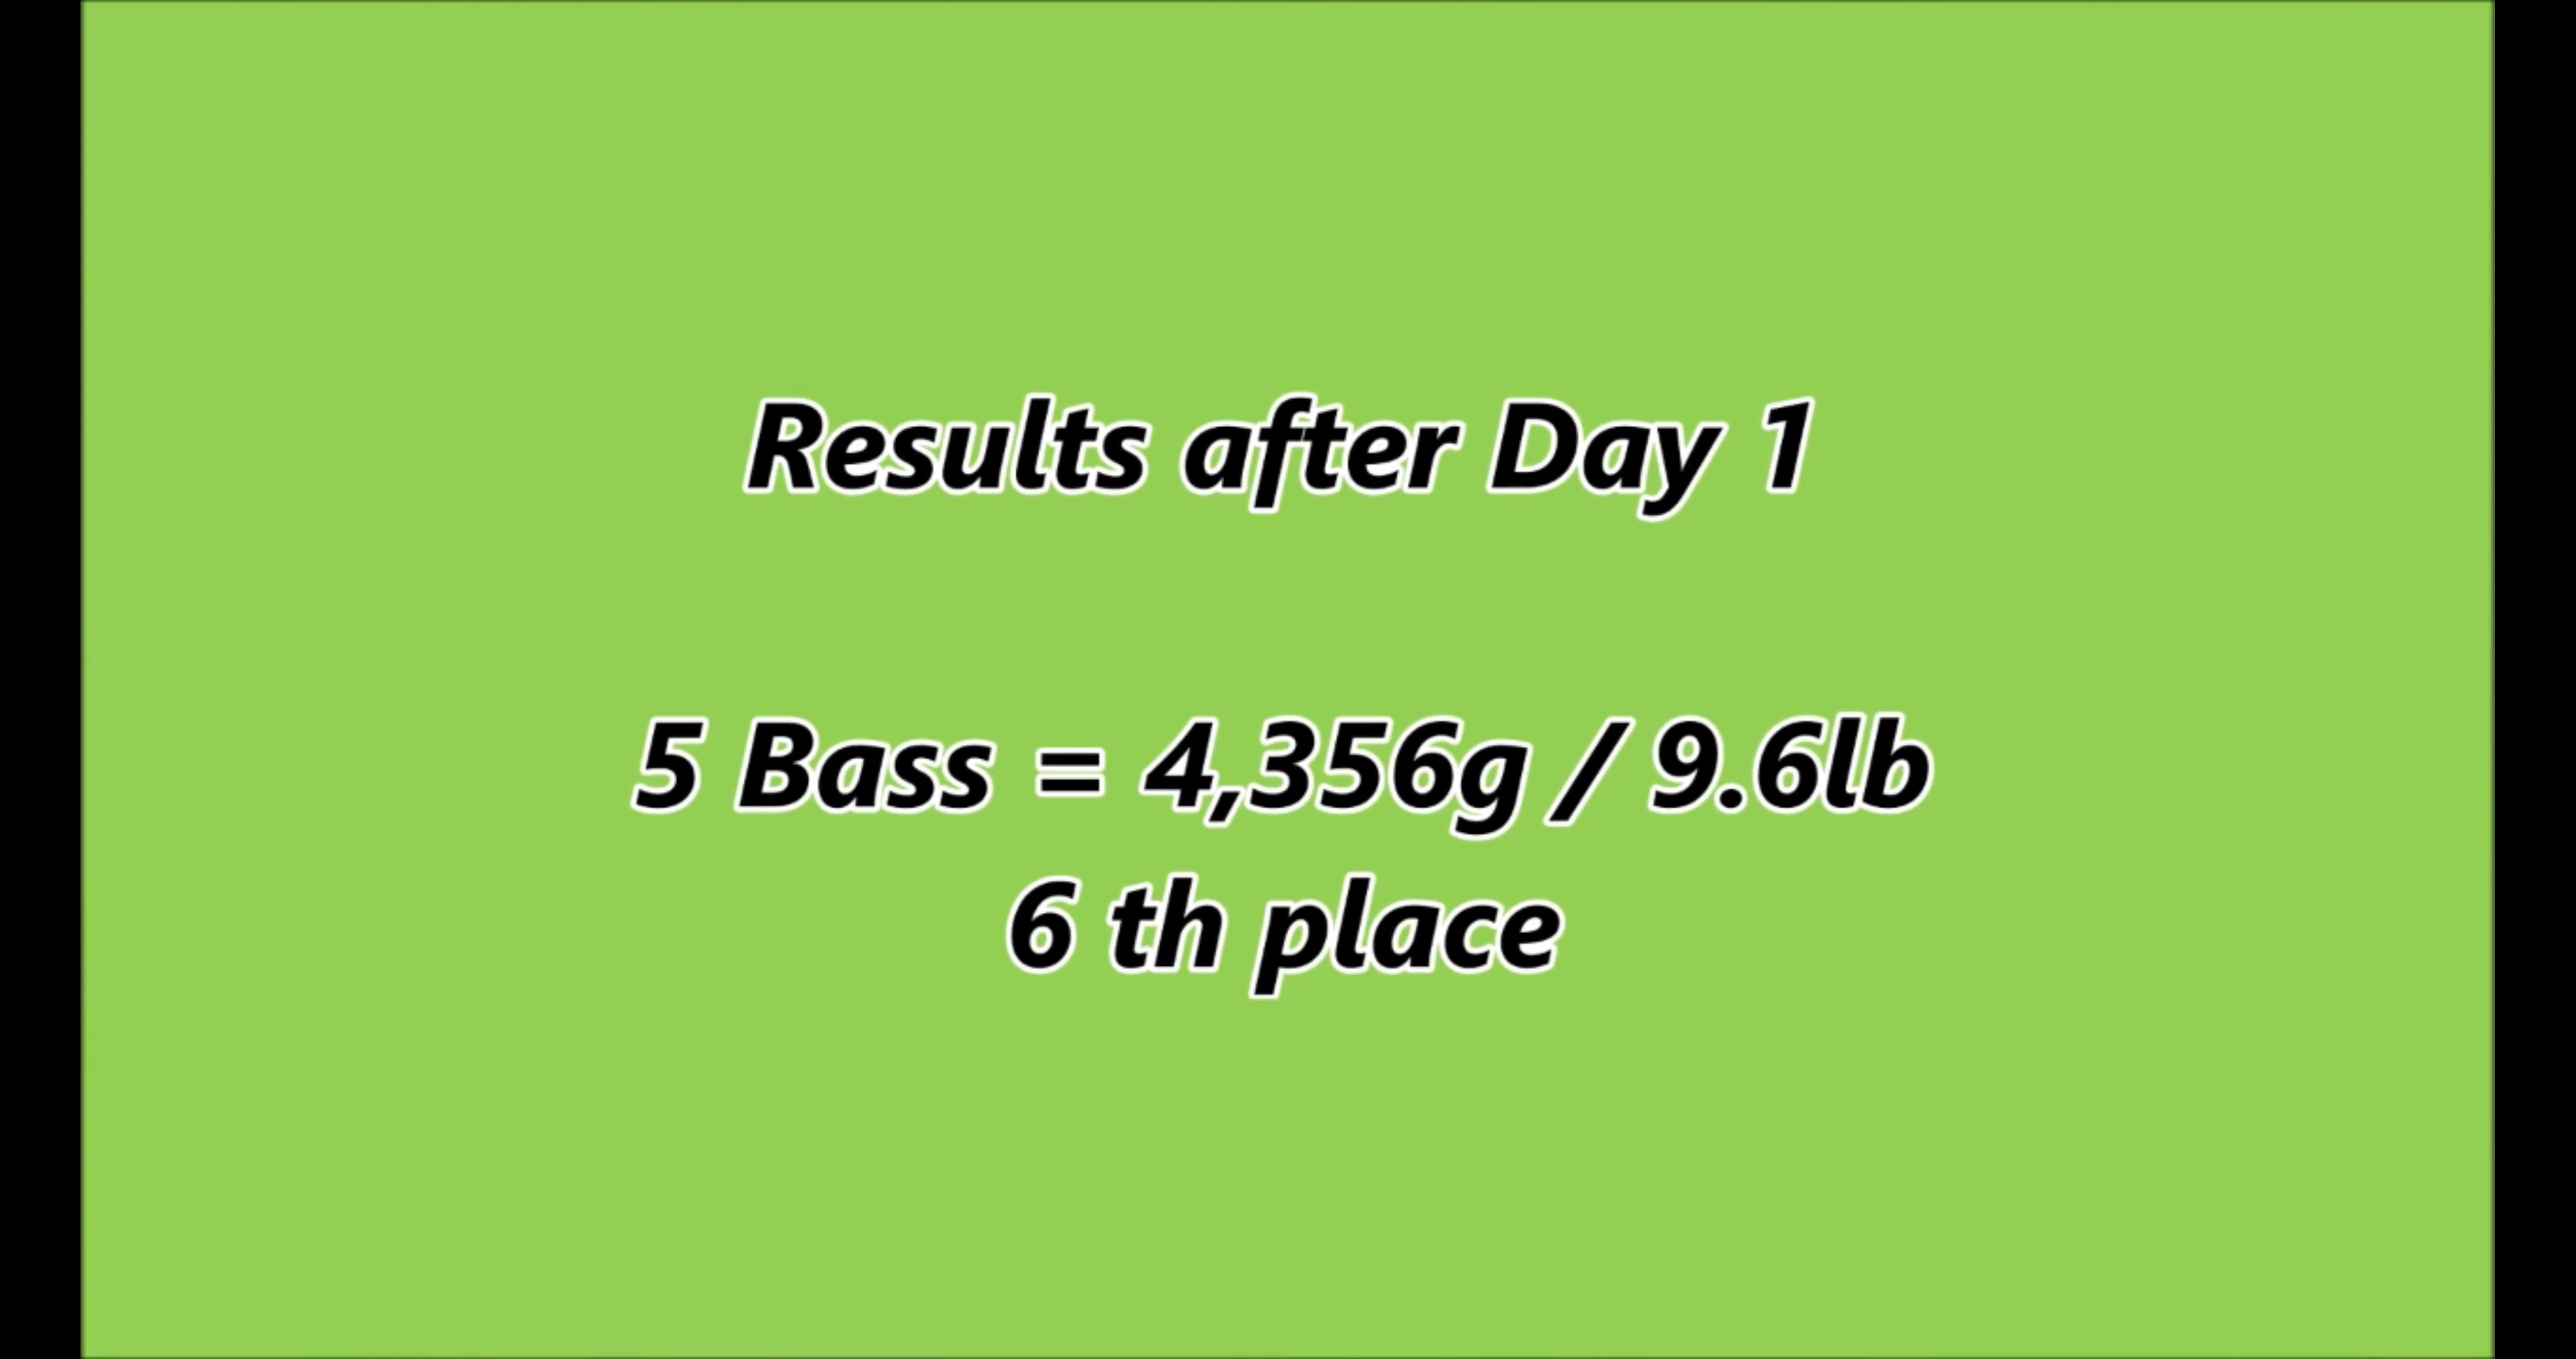 Results after Day 1
5 Bass = 4,356g / 9.6lb
6 th place